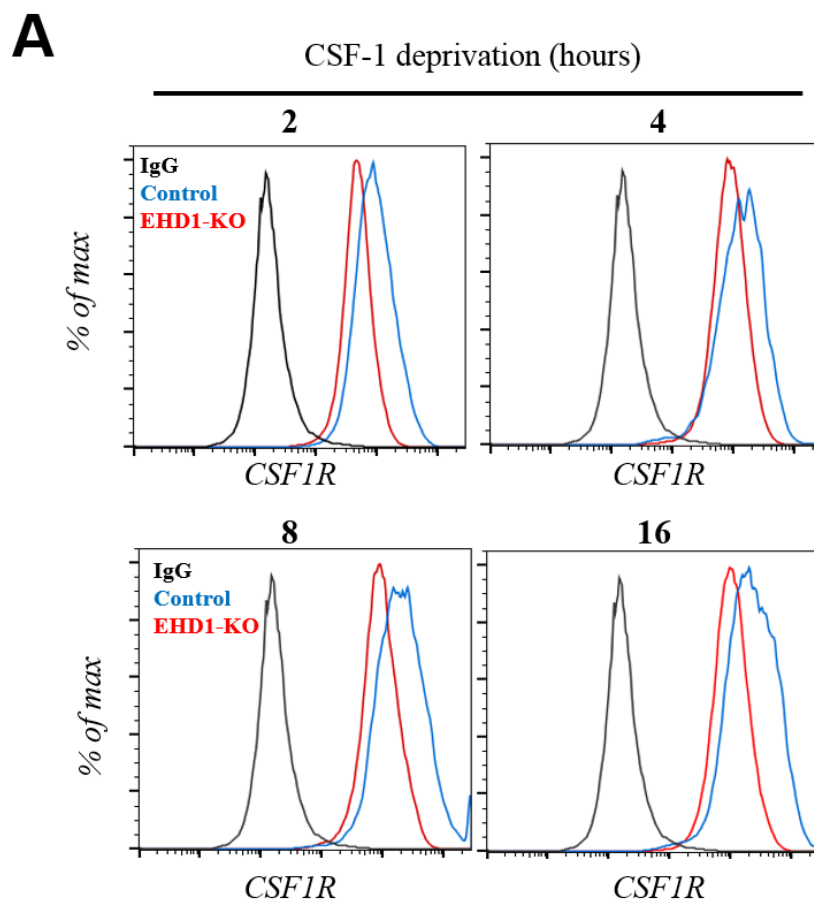 A
CSF-1 deprivation (hours)
2
4
IgG
Control
EHD1-KO
% of max
CSF1R
CSF1R
8
16
IgG
Control
EHD1-KO
% of max
CSF1R
CSF1R